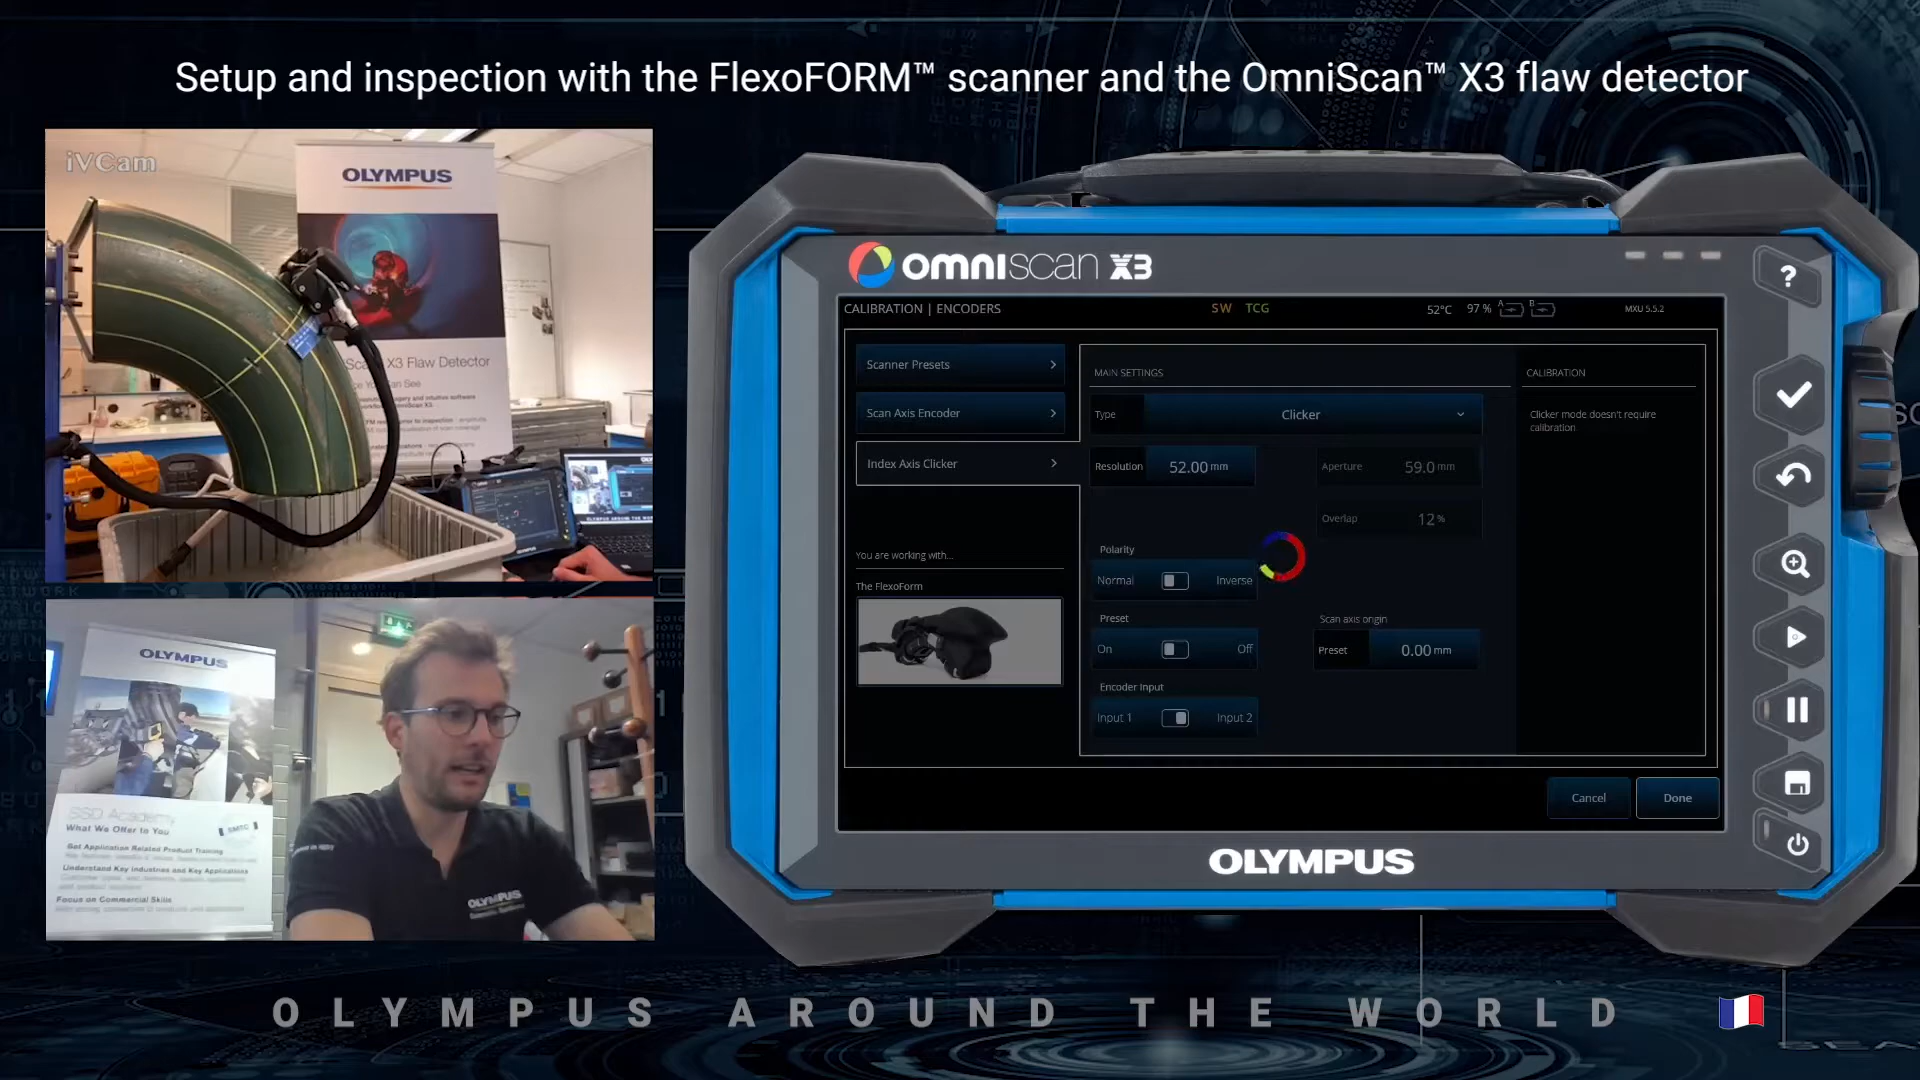 Setup and inspection with the FlexoFORM™ scanner and the OmniScan™ X3 flaw detector
iVCam
OLYMPUS
X3 Flaw Detector
OLYMPUS
SSD Academy
What We Offer to You
Get Application Related Product Training
Understand Key Industries and Key Applications
Focus on Commercial Skills
OLYMPUS
OMNISCAN X3
CALIBRATION | ENCODERS
SW TCG
52°C 97 % A B
MXU 5.5.2
Scanner Presets
Scan Axis Encoder
Index Axis Clicker
You are working with...
The FlexoForm
MAIN SETTINGS
Type Clicker
Resolution 52.00 mm
Aperture 59.0 mm
Overlap 12 %
Polarity
Normal Inverse
Preset
On Off
Scan axis origin
Preset 0.00 mm
Encoder Input
Input 1 Input 2
CALIBRATION
Clicker mode doesn't require
calibration
Cancel Done
OLYMPUS
?
OLYMPUS AROUND THE WORLD